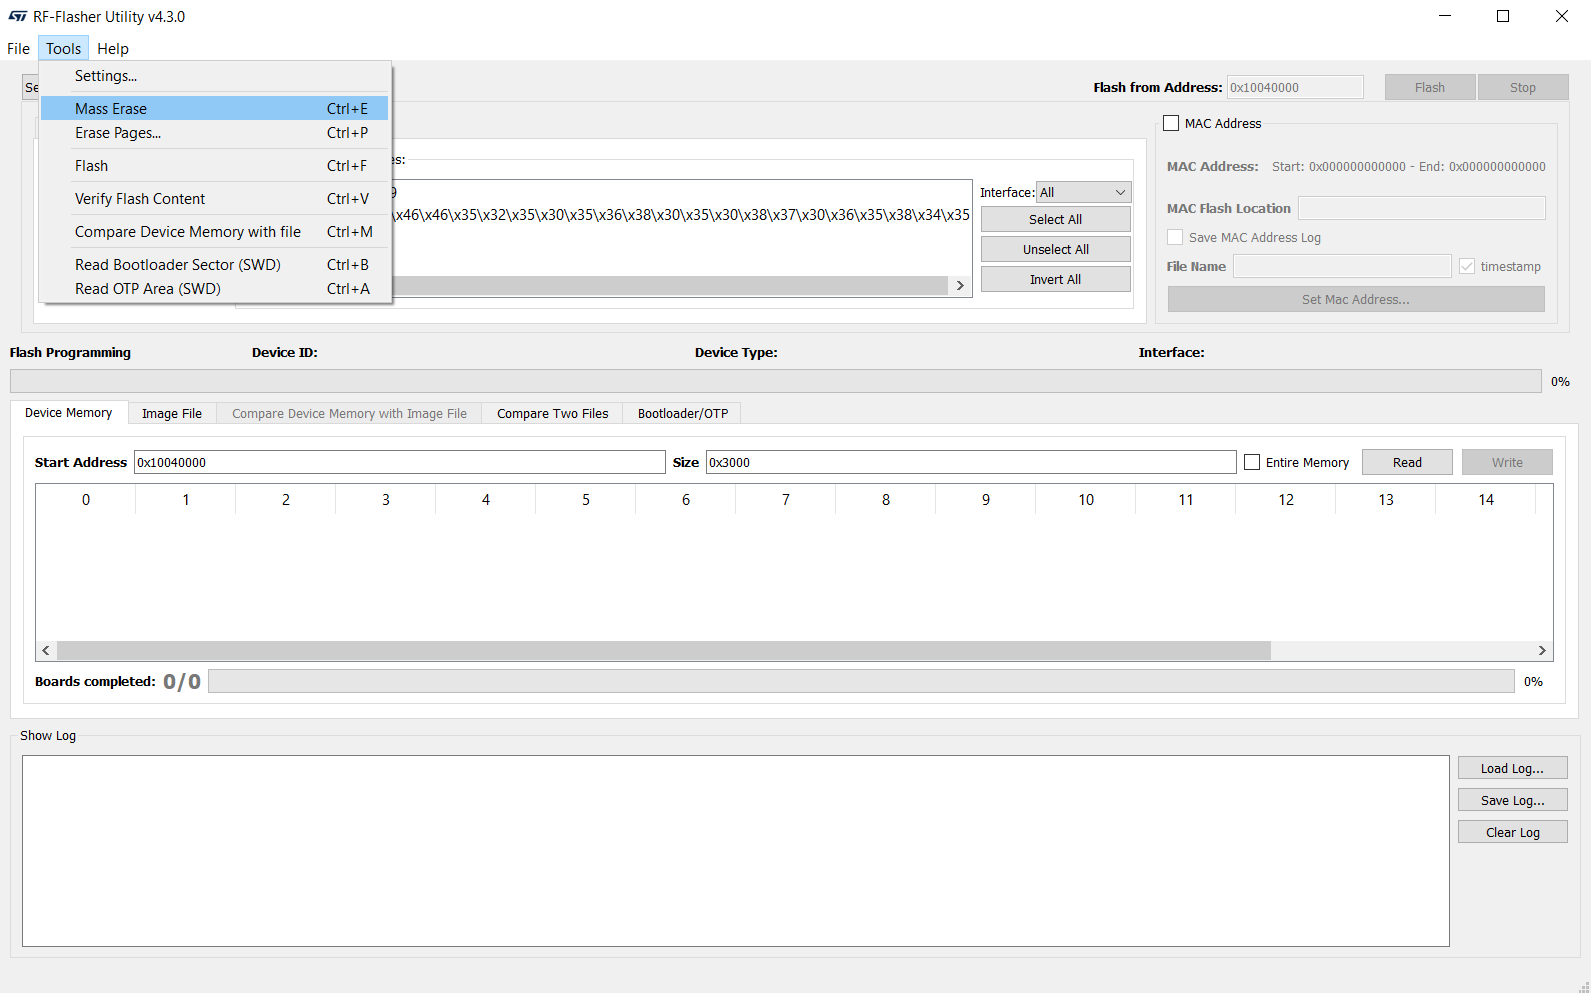 RF-Flasher Utility v4.3.0
File Tools Help
Settings...
Mass Erase Ctrl+E
Erase Pages... Ctrl+P
Flash Ctrl+F
Verify Flash Content Ctrl+V
Compare Device Memory with file Ctrl+M
Read Bootloader Sector (SWD) Ctrl+B
Read OTP Area (SWD) Ctrl+A
Flash from Address: 0x10040000 Flash Stop
\x46\x46\x35\x32\x35\x30\x35\x36\x38\x30\x35\x30\x38\x37\x30\x36\x35\x38\x34\x35
Interface: All
Select All
Unselect All
Invert All
MAC Address
MAC Address: Start: 0x000000000000 - End: 0x000000000000
MAC Flash Location
Save MAC Address Log
File Name timestamp
Set Mac Address...
Flash Programming Device ID: Device Type: Interface:
0%
Device Memory Image File Compare Device Memory with Image File Compare Two Files Bootloader/OTP
Start Address 0x10040000 Size 0x3000 Entire Memory Read Write
0 1 2 3 4 5 6 7 8 9 10 11 12 13 14
Boards completed: 0/0 0%
Show Log
Load Log...
Save Log...
Clear Log